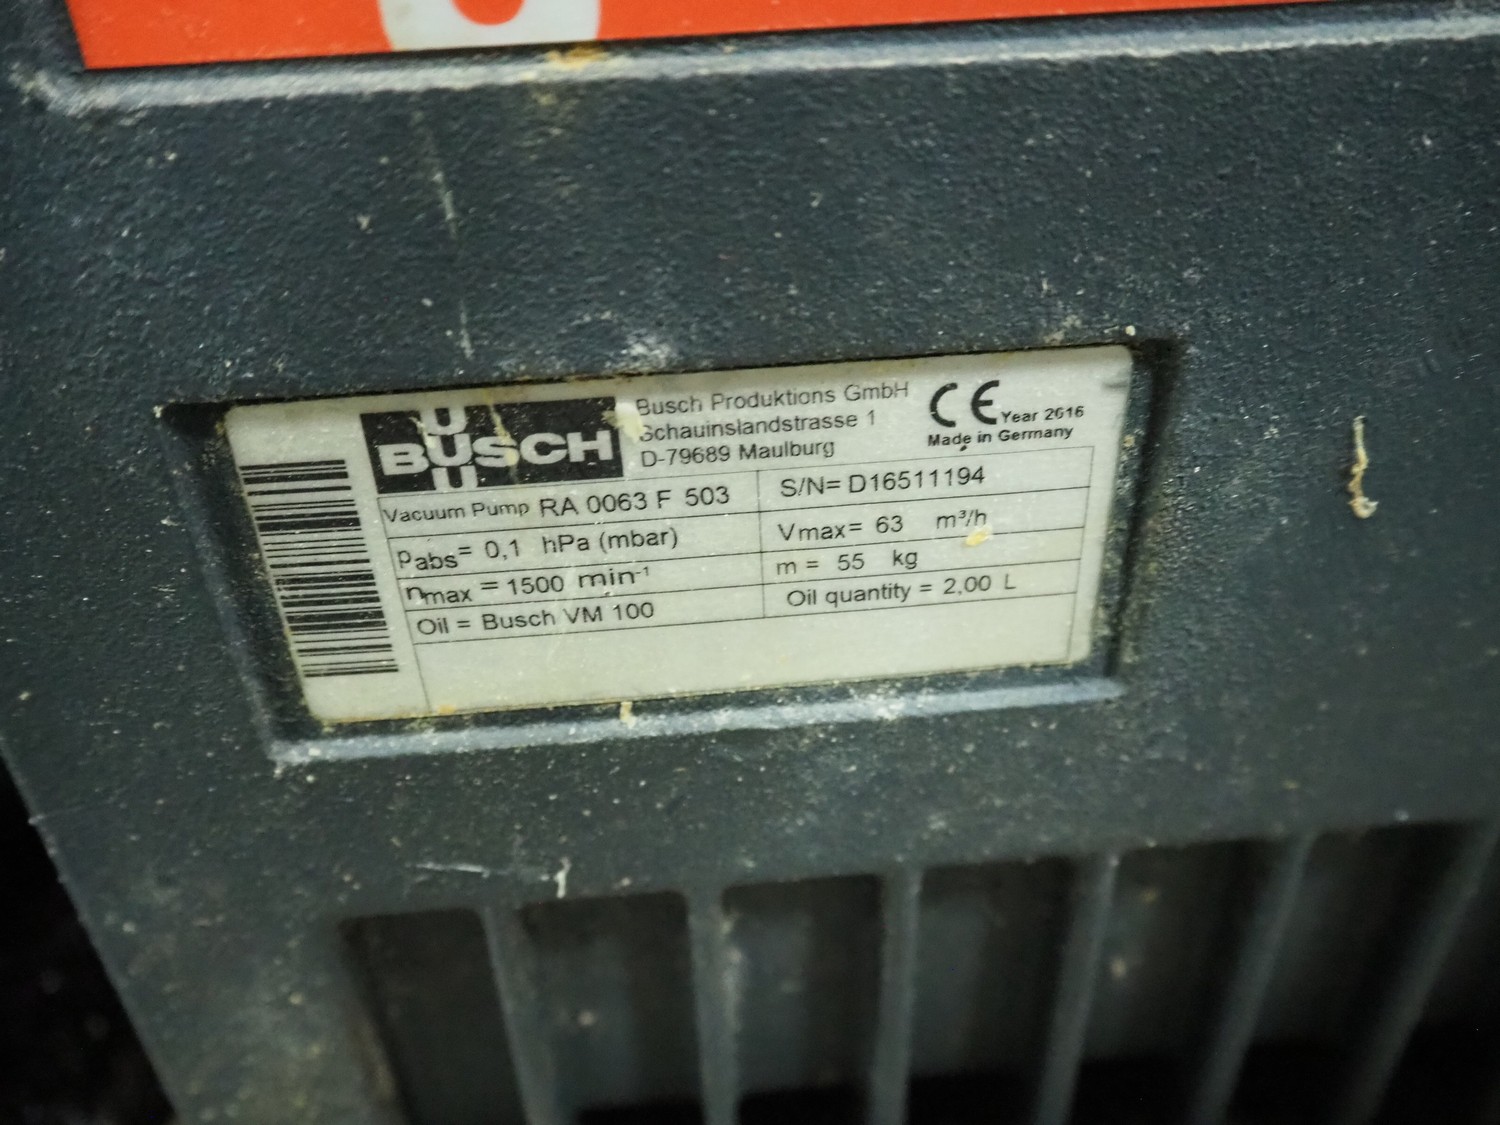 BUSCH
Busch Produktions GmbH
Schauinslandstrasse 1
D-79689 Maulburg
CE Year 2016
Made in Germany
Vacuum Pump RA 0063 F 503
S/N= D16511194
Pabs= 0,1 hPa (mbar)
Vmax= 63 m³/h
nmax = 1500 min-1
m = 55 kg
Oil = Busch VM 100
Oil quantity = 2,00 L